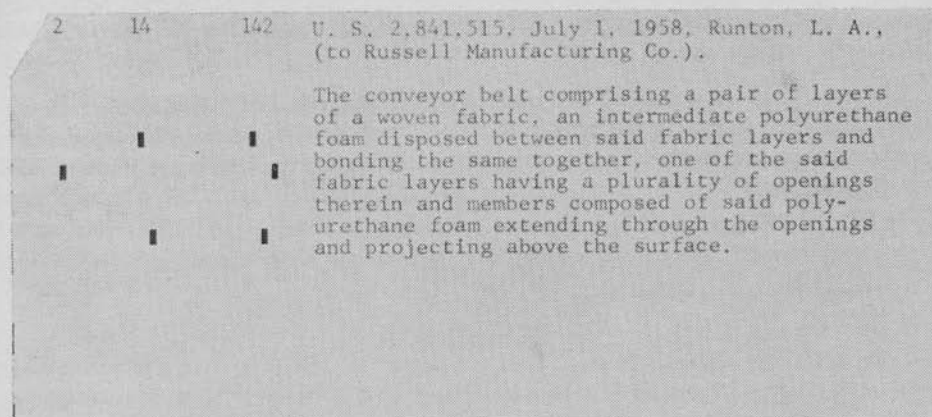 2 14 142 U. S. 2,841,515, July 1, 1958, Runton, L. A.,
(to Russell Manufacturing Co.).
The conveyor belt comprising a pair of layers
of a woven fabric, an intermediate polyurethane
foam disposed between said fabric layers and
bonding the same together, one of the said
fabric layers having a plurality of openings
therein and members composed of said poly-
urethane foam extending through the openings
and projecting above the surface.